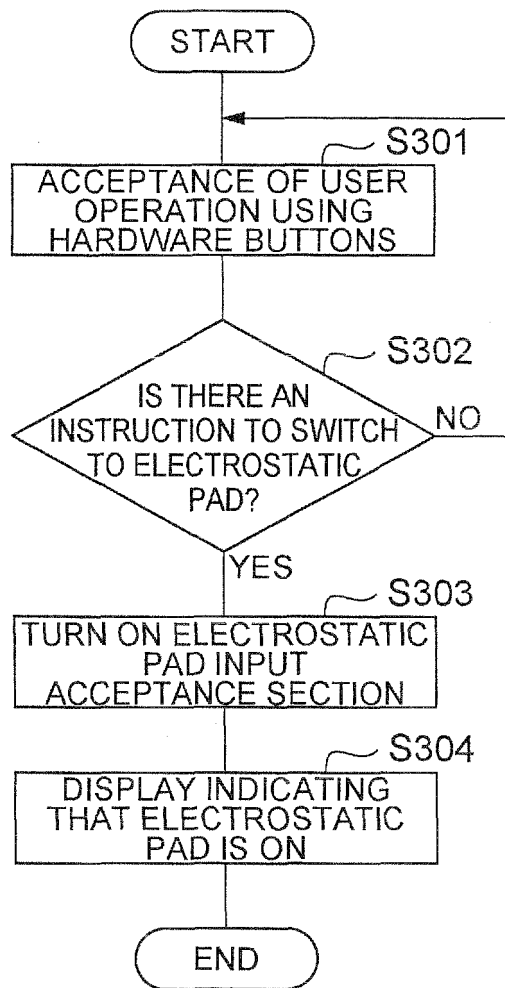 START
S301
ACCEPTANCE OF USER
OPERATION USING
HARDWARE BUTTONS
S302
IS THERE AN
INSTRUCTION TO SWITCH
TO ELECTROSTATIC
PAD?
NO
YES
S303
TURN ON ELECTROSTATIC
PAD INPUT
ACCEPTANCE SECTION
S304
DISPLAY INDICATING
THAT ELECTROSTATIC
PAD IS ON
END